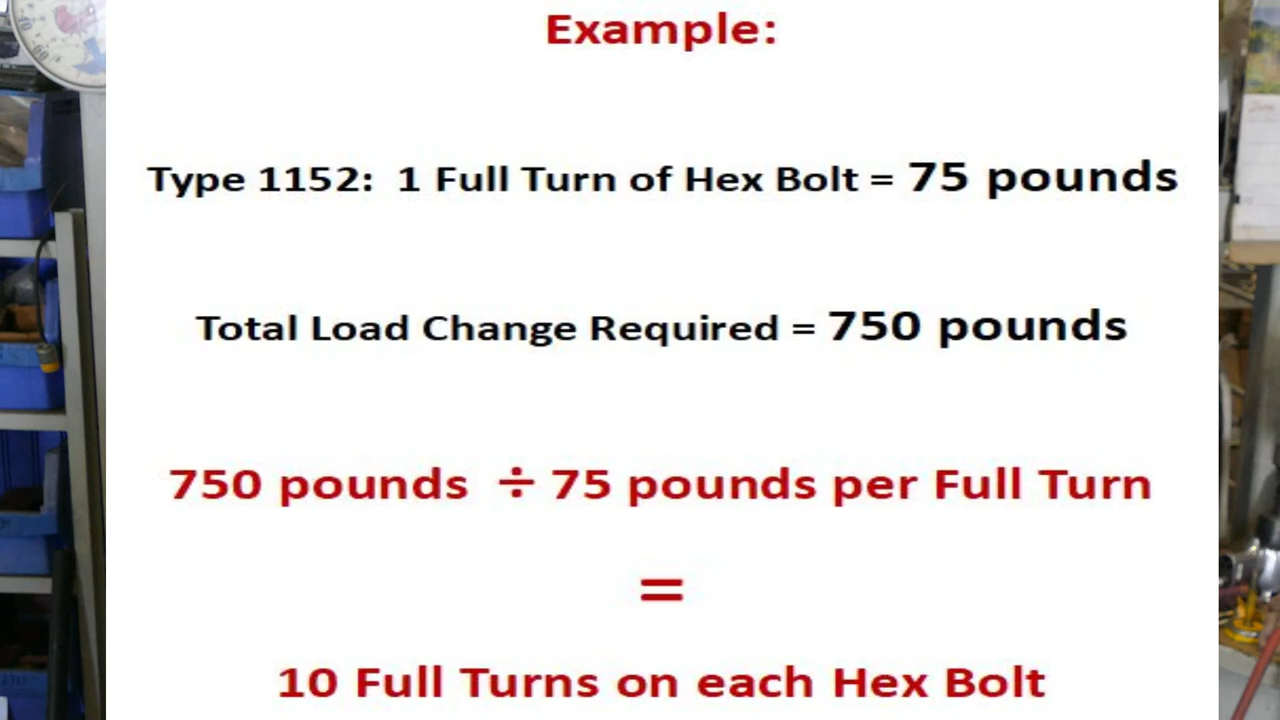 Example:
Type 1152: 1 Full Turn of Hex Bolt = 75 pounds
Total Load Change Required = 750 pounds
750 pounds ÷ 75 pounds per Full Turn
=
10 Full Turns on each Hex Bolt